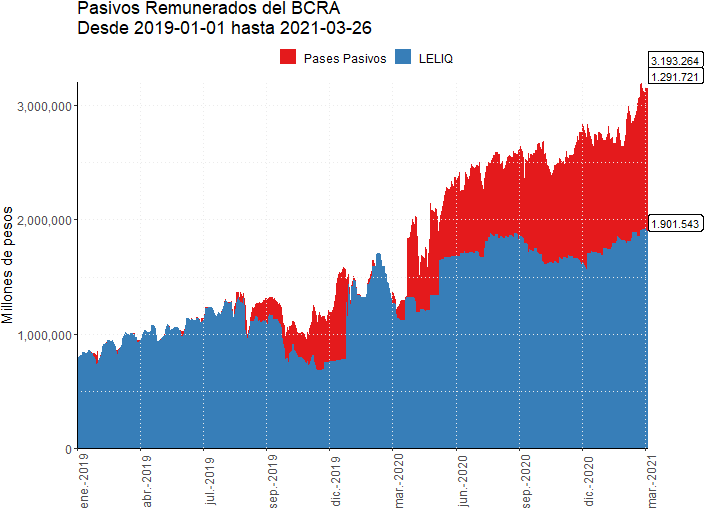 Pasivos Remunerados del BCRA
Desde 2019-01-01 hasta 2021-03-26
Pases Pasivos LELIQ
3.193.264
1.291.721
1.901.543
Millones de pesos
3,000,000
2,000,000
1,000,000
0
ene.-2019
abr.-2019
jul.-2019
sep.-2019
dic.-2019
mar.-2020
jun.-2020
sep.-2020
dic.-2020
mar.-2021